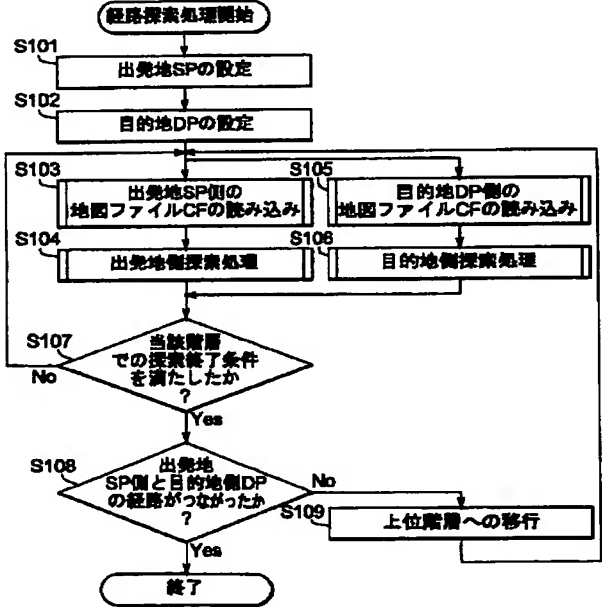 経路探索処理開始
S101
出発地SPの設定
S102
目的地DPの設定
S103
出発地SP側の
地図ファイルCFの読み込み
S105
目的地DP側の
地図ファイルCFの読み込み
S104
出発地側探索処理
S106
目的地側探索処理
S107
当該階層
での探索終了条件
を満たしたか
?
No
Yes
S108
出発地
SP側と目的地側DP
の経路がつながったか
?
No
Yes
S109
上位階層への移行
終了